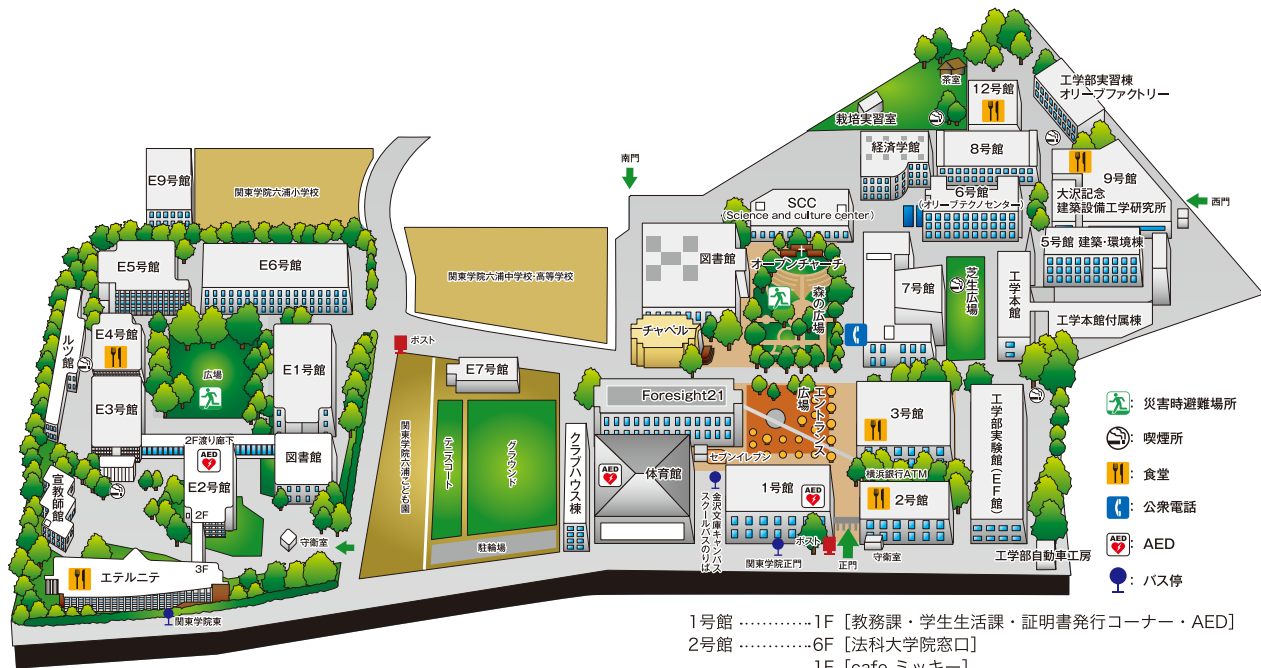 茶室
12号館
工学部実習棟
オリーブファクトリー
栽培実習室
経済学館
8号館
9号館
大沢記念
建築設備工学研究所
西門
南門
SCC
(Science and culture center)
6号館
(オリーブテクノセンター)
5号館 建築・環境棟
E9号館
関東学院六浦小学校
E5号館
E6号館
関東学院六浦中学校・高等学校
図書館
オープンチャーチ
森の広場
7号館
芝生広場
工学本館
工学本館付属棟
チャペル
ルツ館
E4号館
広場
E1号館
ポスト
E7号館
E3号館
2F渡り廊下
AED
E2号館
2F
図書館
宣教師館
守衛室
3F
エテルニテ
関東学院東
関東学院六浦こども園
テニスコート
グラウンド
駐輪場
クラブハウス棟
Foresight21
エントランス
広場
AED
体育館
セブンイレブン
金沢文庫キャンパス
スクールバスのりば
1号館
AED
関東学院正門
ポスト
正門
守衛室
3号館
横浜銀行ATM
2号館
工学部実験館(EF館)
工学部自動車工房
: 災害時避難場所
: 喫煙所
: 食堂
: 公衆電話
AED : AED
: バス停
1号館 ············ 1F [教務課・学生生活課・証明書発行コーナー・AED]
2号館 ············ 6F [法科大学院窓口]
1F [cafe ミッキー]